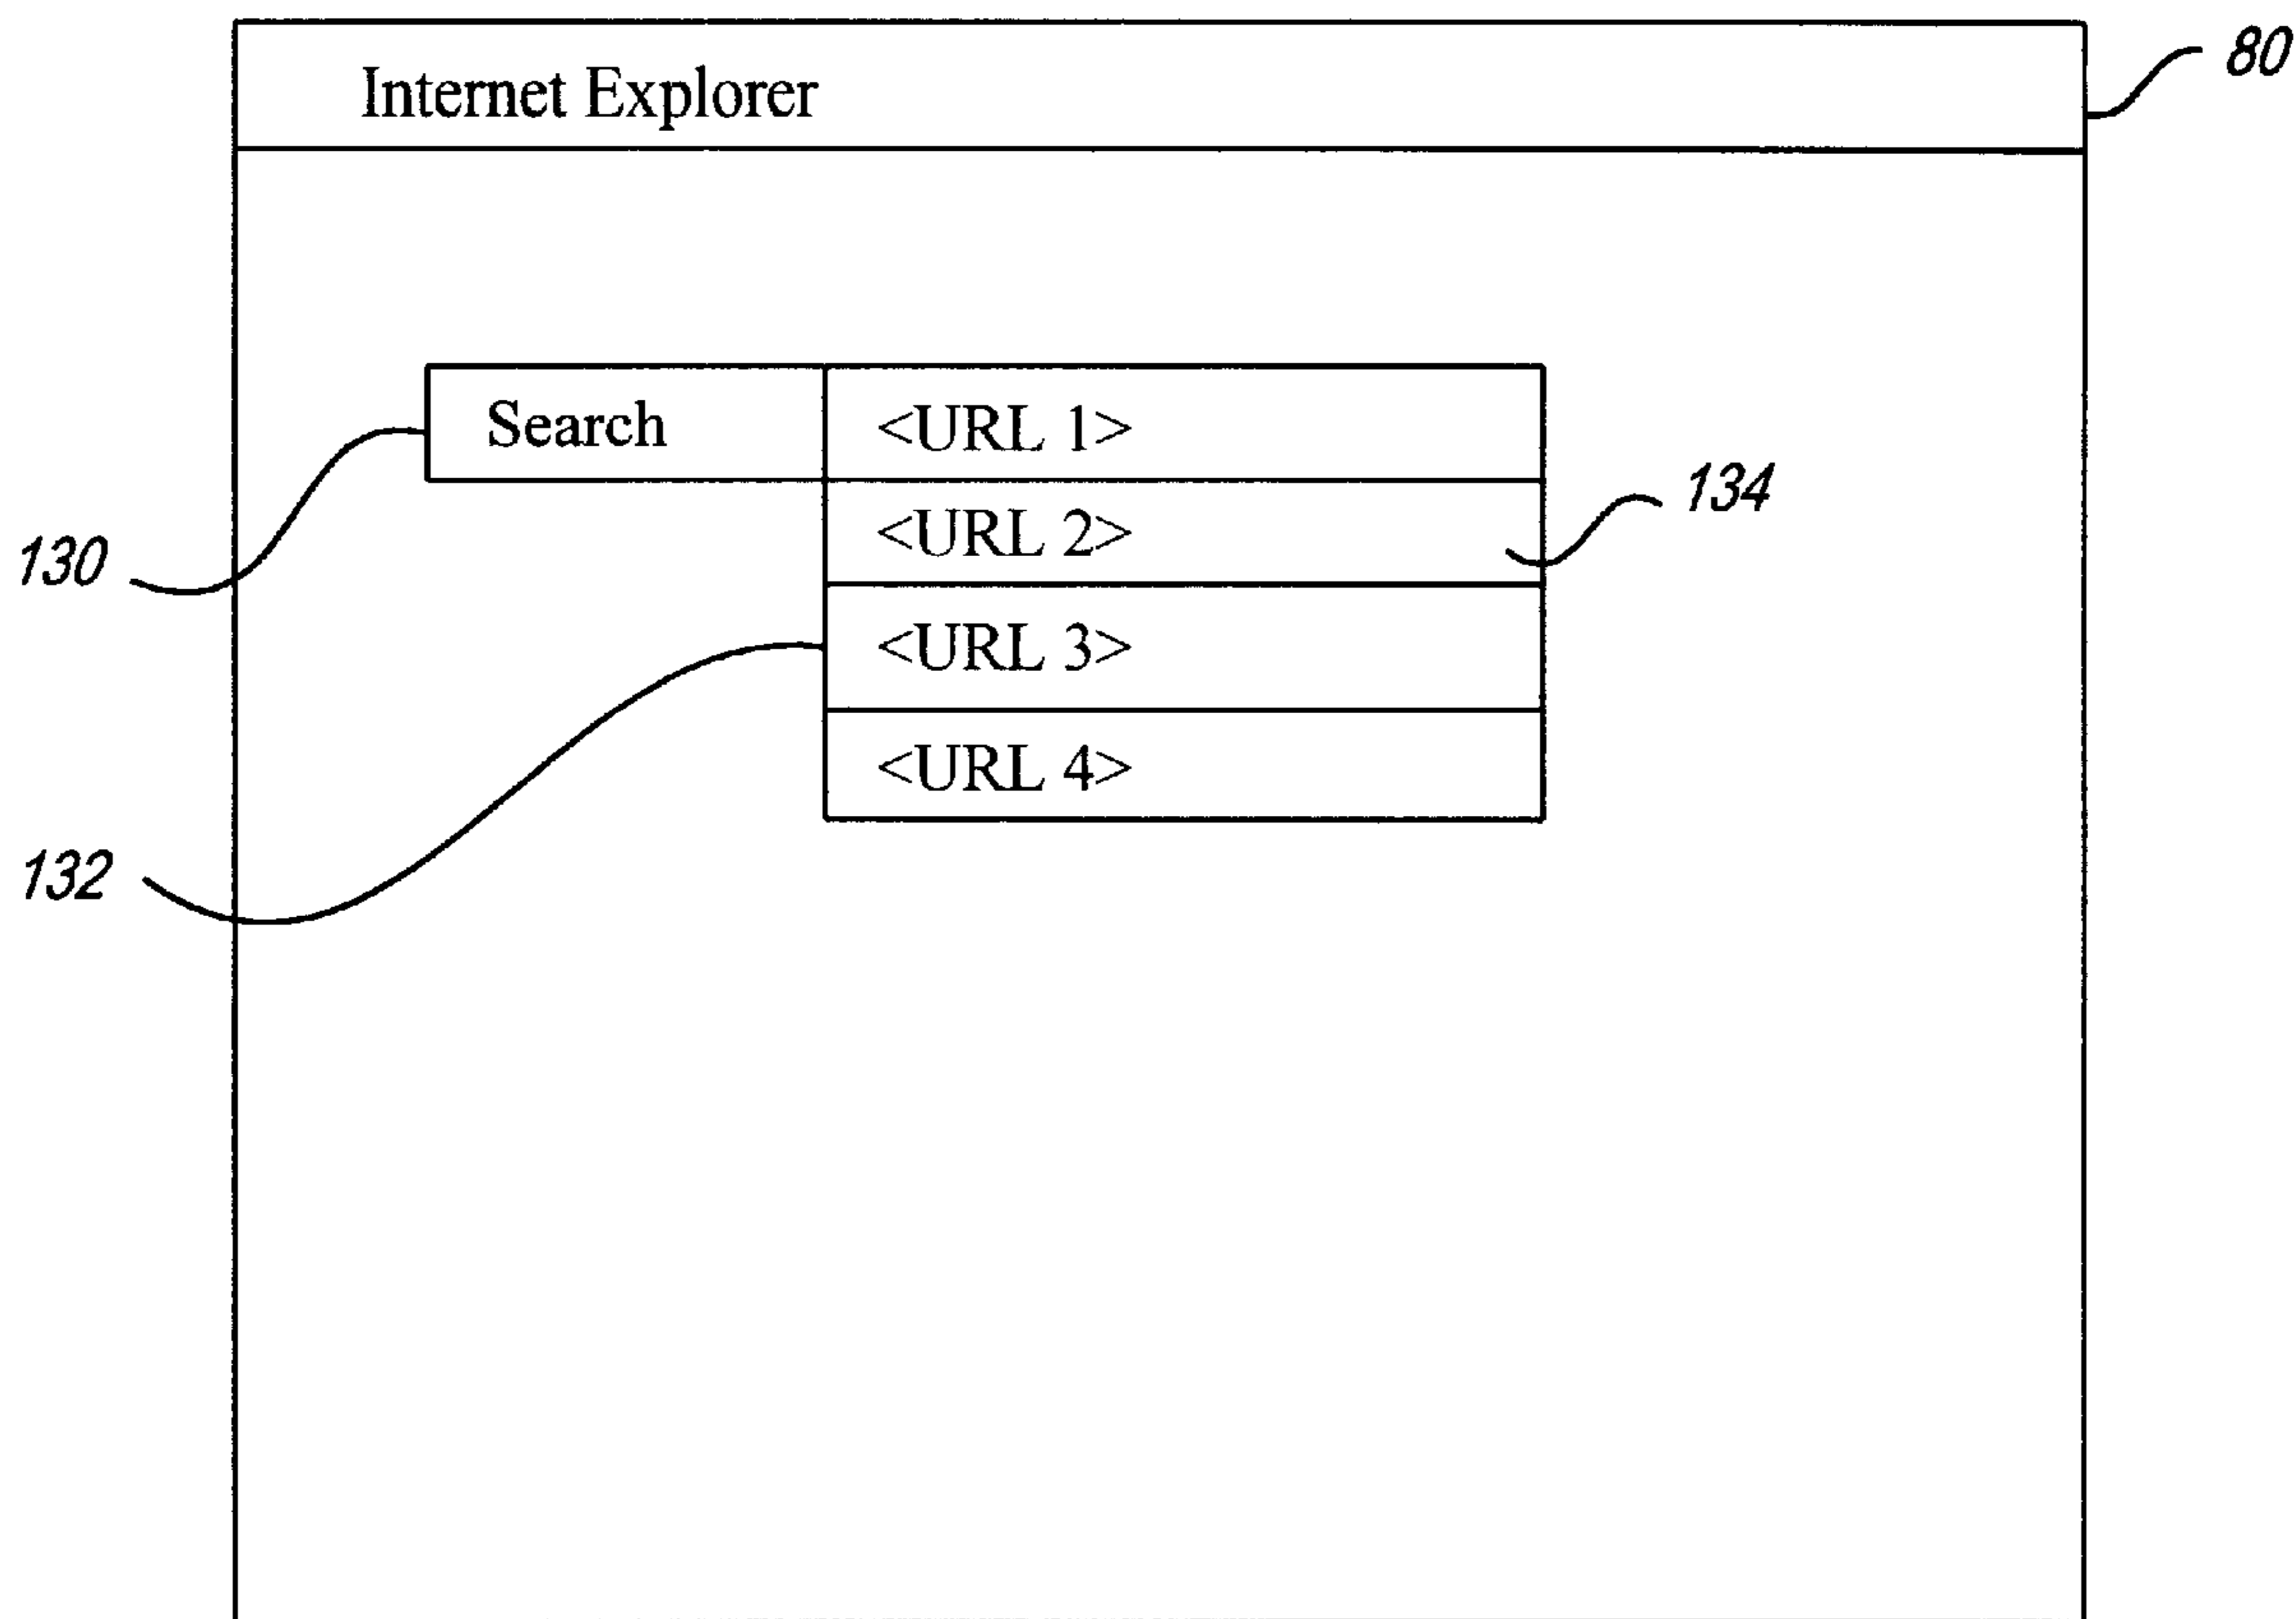 Internet Explorer
80
Search
<URL 1>
<URL 2>
134
130
<URL 3>
<URL 4>
132